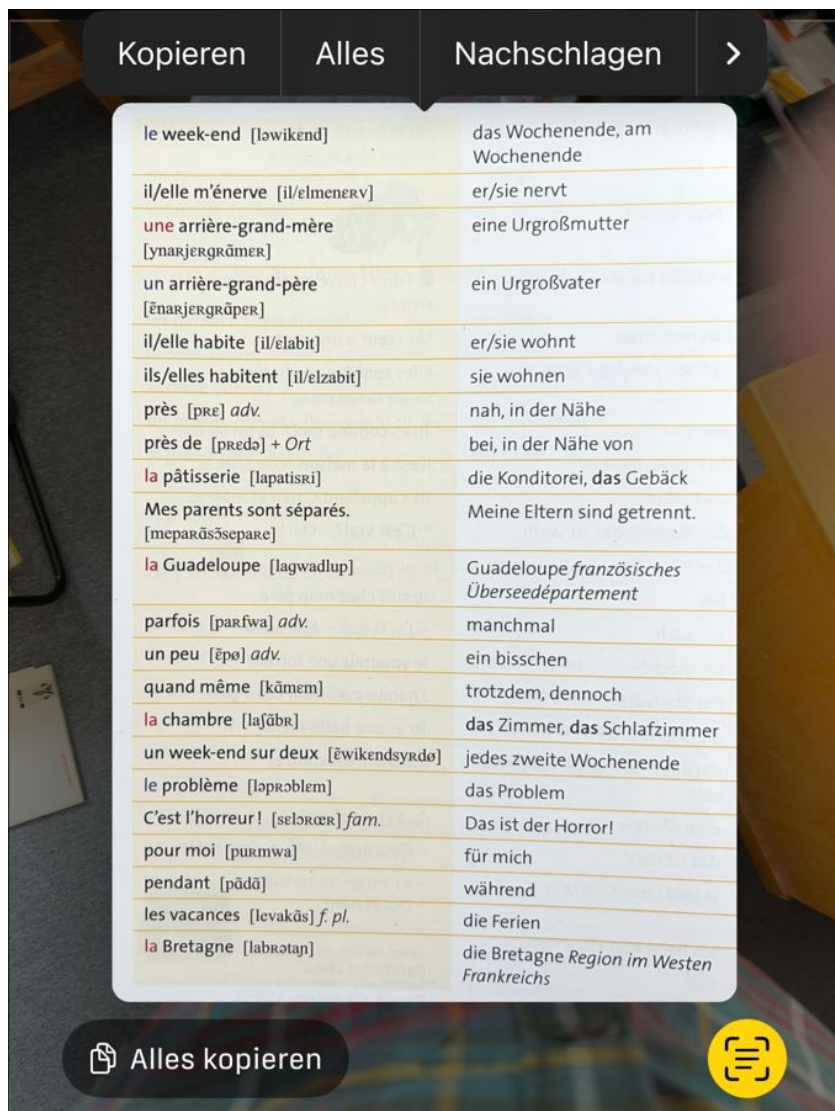 Kopieren
Alles
Nachschlagen
le week-end [ləwikɛnd]
das Wochenende, am
Wochenende
il/elle m'énerve [il/ɛlmenɛʀv]
er/sie nervt
une arrière-grand-mère
eine Urgroßmutter
[ynaʀjɛʀgʀɑ̃mɛʀ]
un arrière-grand-père
ein Urgroßvater
[ɛ̃naʀjɛʀgʀɑ̃pɛʀ]
il/elle habite [il/ɛlabit]
er/sie wohnt
ils/elles habitent [il/ɛlzabit]
sie wohnen
près [pʀɛ] adv.
nah, in der Nähe
près de [pʀɛdə] + Ort
bei, in der Nähe von
la pâtisserie [lapatisʀi]
die Konditorei, das Gebäck
Mes parents sont séparés.
Meine Eltern sind getrennt.
[mepaʀɑ̃sɔ̃sepaʀe]
la Guadeloupe [lagwadlup]
Guadeloupe französisches
Überseedépartement
parfois [paʀfwa] adv.
manchmal
un peu [ɛ̃pø] adv.
ein bisschen
quand même [kɑ̃mɛm]
trotzdem, dennoch
la chambre [laʃɑ̃bʀ]
das Zimmer, das Schlafzimmer
un week-end sur deux [ɛ̃wikɛndsyʀdø]
jedes zweite Wochenende
le problème [ləpʀɔblɛm]
das Problem
C'est l'horreur! [sɛlɔʀœʀ] fam.
Das ist der Horror!
pour moi [puʀmwa]
für mich
pendant [pɑ̃dɑ̃]
während
les vacances [levakɑ̃s] f. pl.
die Ferien
la Bretagne [labʀətaɲ]
die Bretagne Region im Westen
Frankreichs
Alles kopieren